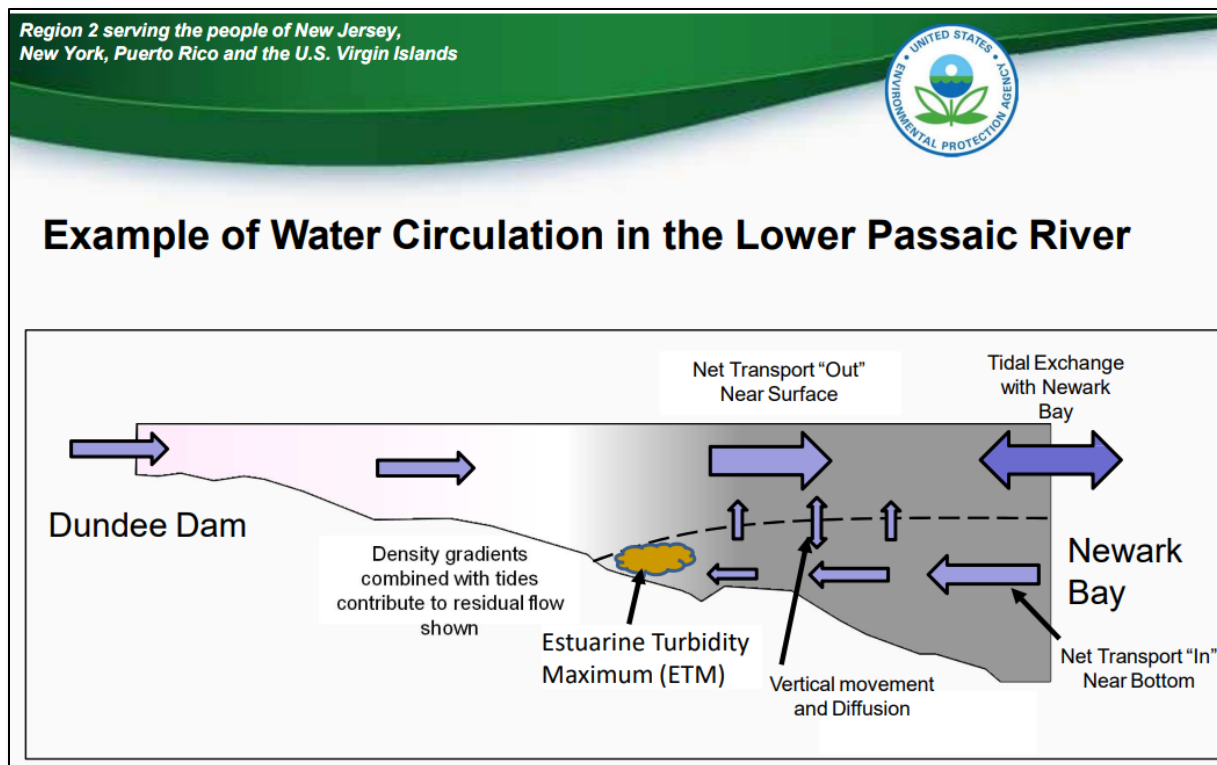 Region 2 serving the people of New Jersey,
New York, Puerto Rico and the U.S. Virgin Islands
UNITED STATES
ENVIRONMENTAL PROTECTION AGENCY
Example of Water Circulation in the Lower Passaic River
Net Transport “Out”
Near Surface
Tidal Exchange
with Newark
Bay
Dundee Dam
Density gradients
combined with tides
contribute to residual flow
shown
Estuarine Turbidity
Maximum (ETM)
Vertical movement
and Diffusion
Newark
Bay
Net Transport “In”
Near Bottom